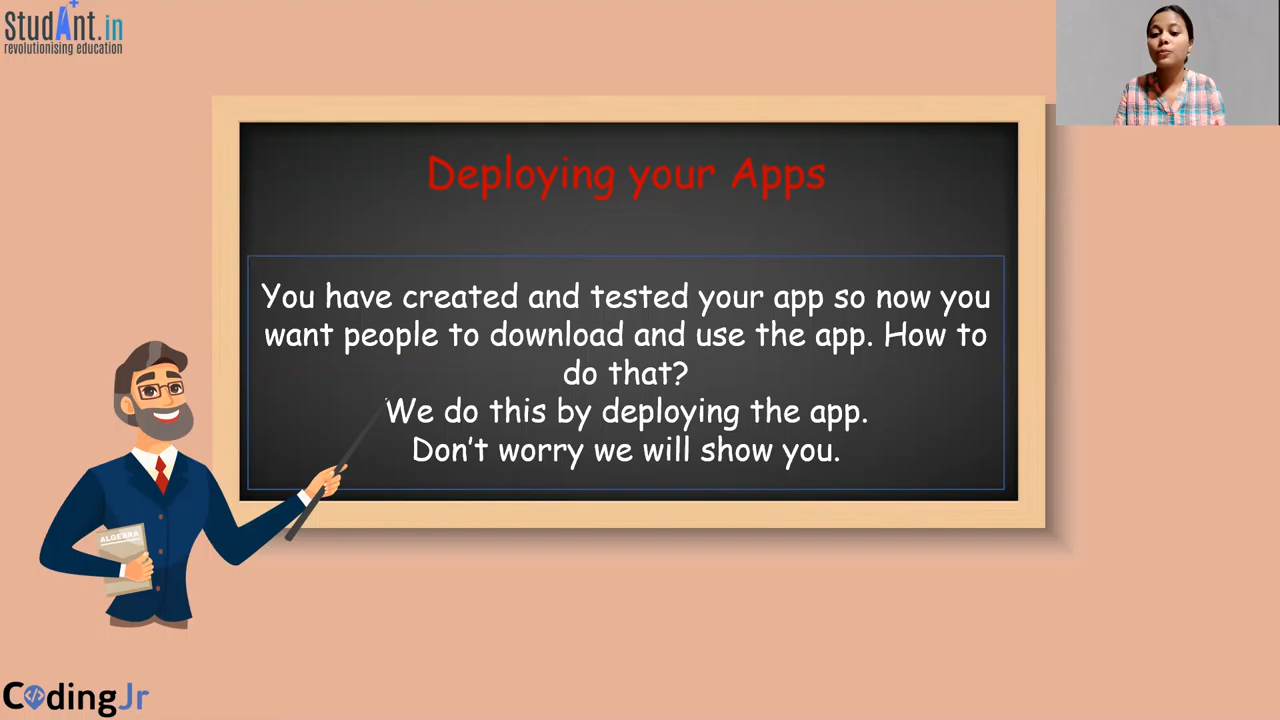 StudAnt.in
revolutionising education
Deploying your Apps
You have created and tested your app so now you
want people to download and use the app. How to
do that?
We do this by deploying the app.
Don't worry we will show you.
ALGEBRA
CodingJr